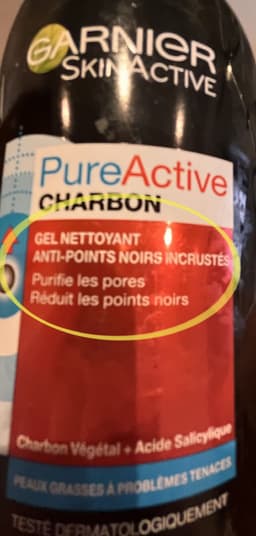 GARNIER
SKINACTIVE
PureActive
CHARBON
GEL NETTOYANT
ANTI-POINTS NOIRS INCRUSTÉS
Purifie les pores
Réduit les points noirs
Charbon Végétal + Acide Salicylique
PEAUX GRASSES À PROBLÈMES TENACES
TESTÉ DERMATOLOGIQUEMENT